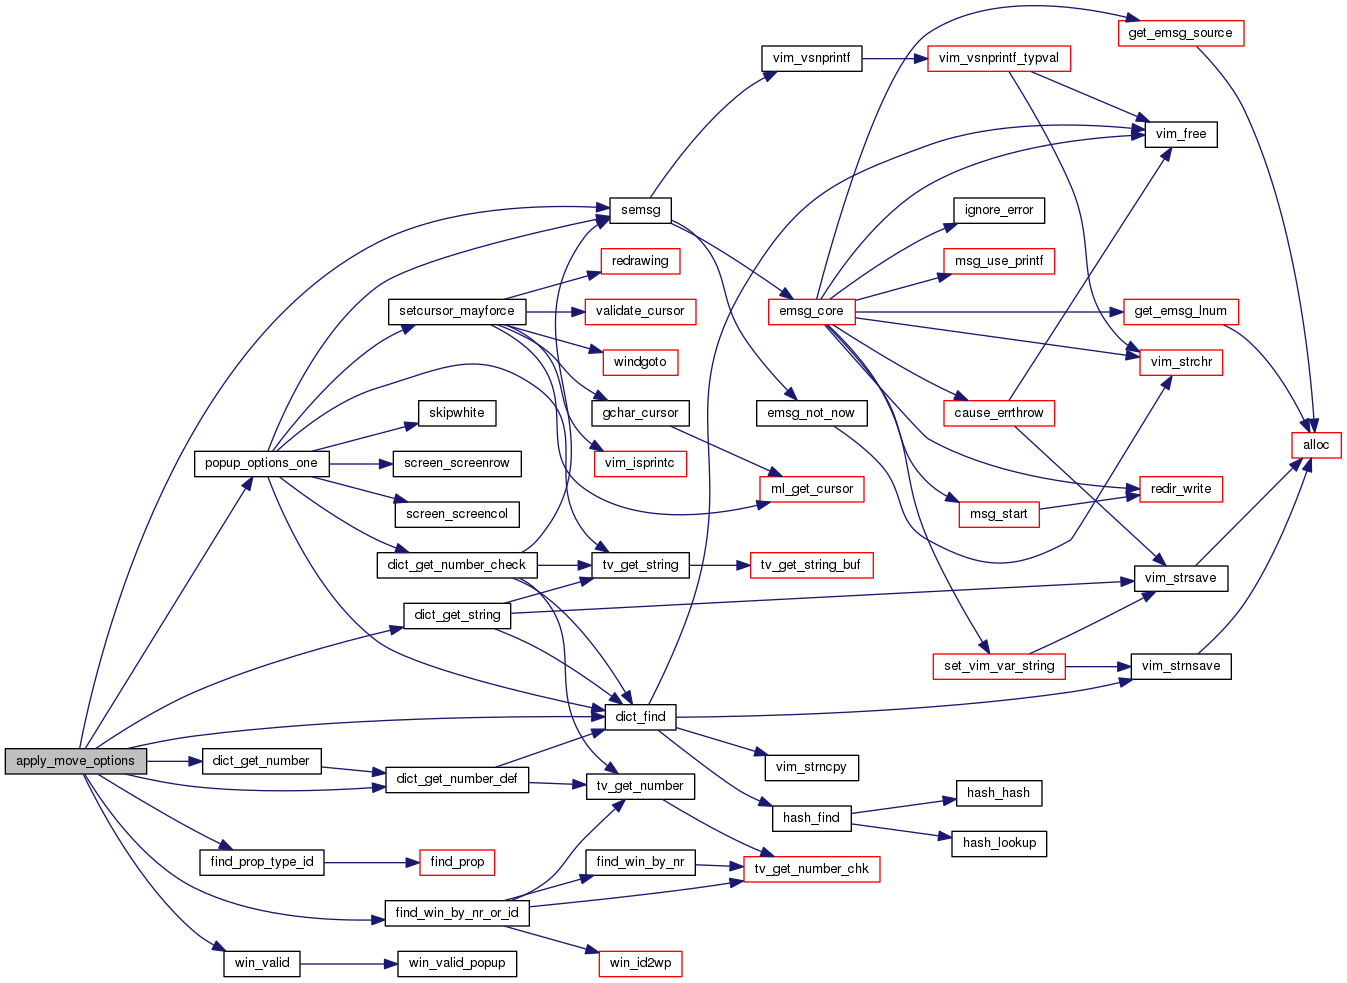 get_emsg_source
vim_vsnprintf
vim_vsnprintf_typval
vim_free
semsg
ignore_error
redrawing
msg_use_printf
setcursor_mayforce
validate_cursor
emsg_core
get_emsg_lnum
windgoto
vim_strchr
skipwhite
gchar_cursor
emsg_not_now
cause_errthrow
alloc
popup_options_one
screen_screenrow
vim_isprintc
ml_get_cursor
redir_write
screen_screencol
msg_start
dict_get_number_check
tv_get_string
tv_get_string_buf
vim_strsave
dict_get_string
set_vim_var_string
vim_strnsave
dict_find
apply_move_options
dict_get_number
vim_strncpy
dict_get_number_def
tv_get_number
hash_hash
hash_find
hash_lookup
find_prop_type_id
find_prop
find_win_by_nr
tv_get_number_chk
find_win_by_nr_or_id
win_valid
win_valid_popup
win_id2wp